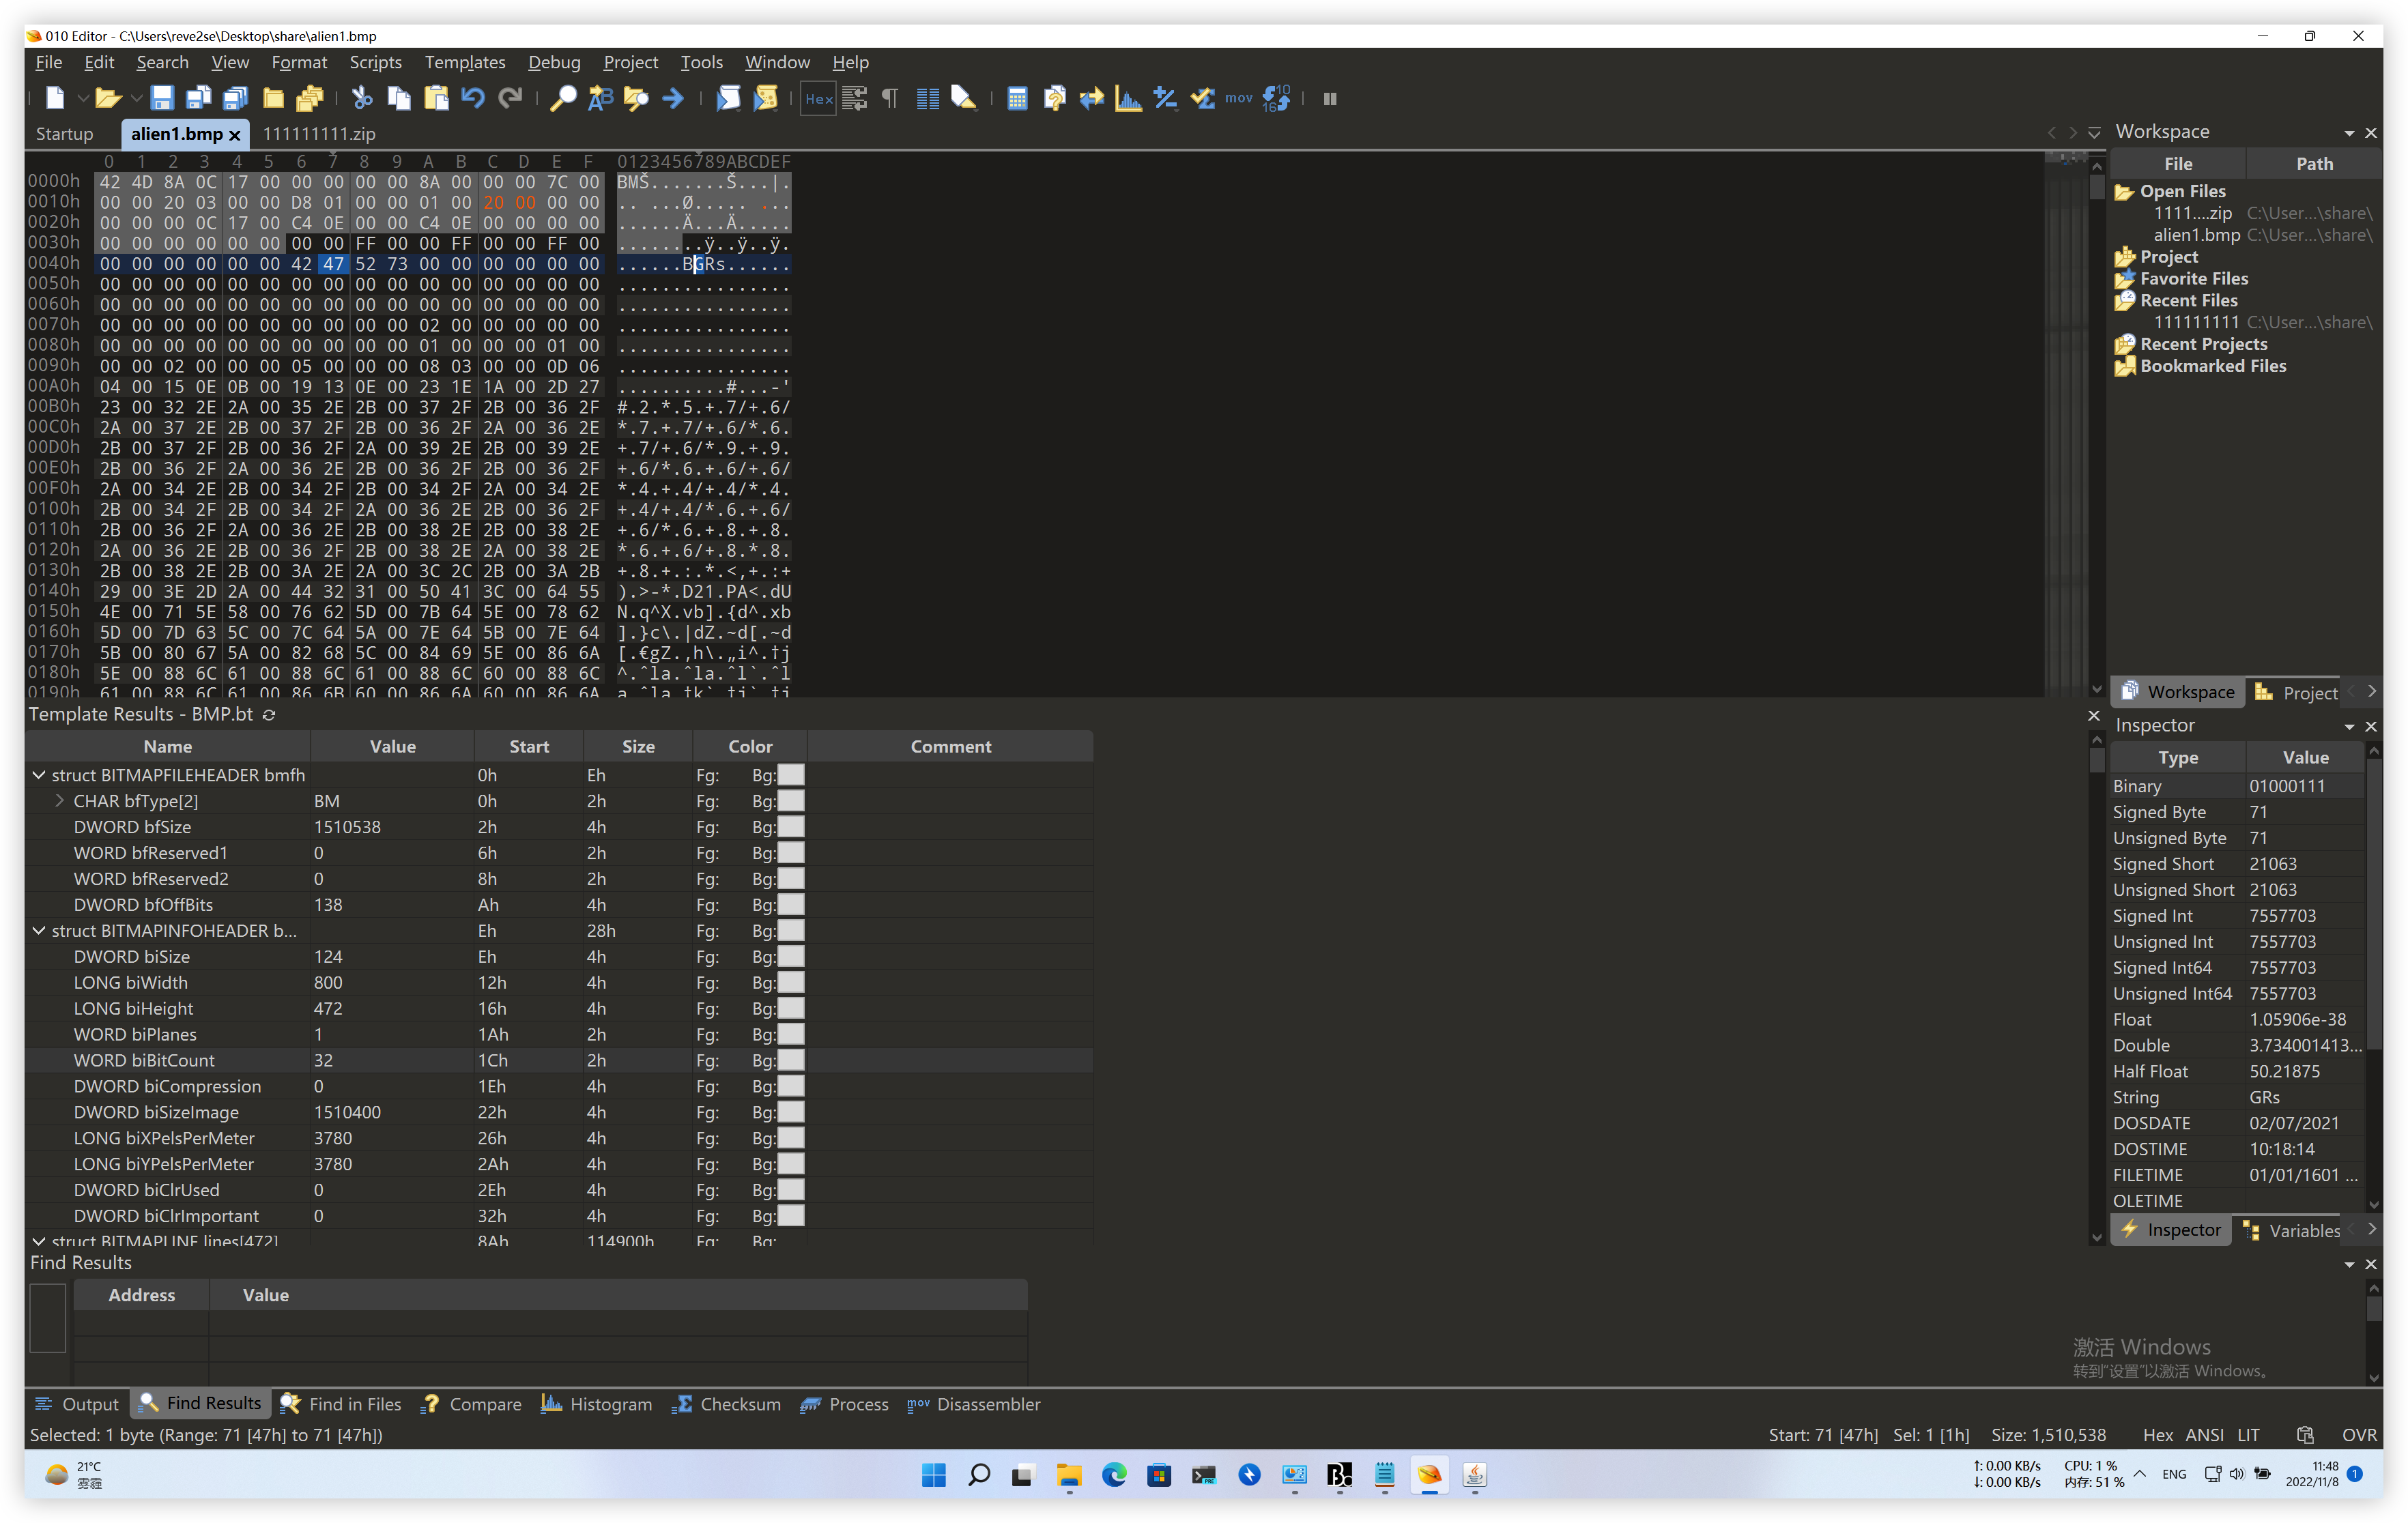 010 Editor - C:\Users\reve2se\Desktop\share\alien1.bmp
File Edit Search View Format Scripts Templates Debug Project Tools Window Help
Hex
mov
Startup alien1.bmp 111111111.zip
0 1 2 3 4 5 6 7 8 9 A B C D E F 0123456789ABCDEF
0000h 42 4D 8A 0C 17 00 00 00 00 00 8A 00 00 00 7C 00 BMŠ.......Š...|.
0010h 00 00 20 03 00 00 D8 01 00 00 01 00 20 00 00 00 .. ...Ø..... ...
0020h 00 00 00 0C 17 00 C4 0E 00 00 C4 0E 00 00 00 00 ......Ä...Ä.....
0030h 00 00 00 00 00 00 00 00 FF 00 00 FF 00 00 FF 00 ........ÿ..ÿ..ÿ.
0040h 00 00 00 00 00 00 42 47 52 73 00 00 00 00 00 00 ......BGRs......
0050h 00 00 00 00 00 00 00 00 00 00 00 00 00 00 00 00 ................
0060h 00 00 00 00 00 00 00 00 00 00 00 00 00 00 00 00 ................
0070h 00 00 00 00 00 00 00 00 00 00 02 00 00 00 00 00 ................
0080h 00 00 00 00 00 00 00 00 00 00 01 00 00 00 01 00 ................
0090h 00 00 02 00 00 00 05 00 00 00 08 03 00 00 0D 06 ................
00A0h 04 00 15 0E 0B 00 19 13 0E 00 23 1E 1A 00 2D 27 ..........#...-'
00B0h 23 00 32 2E 2A 00 35 2E 2B 00 37 2F 2B 00 36 2F #.2.*.5.+.7/+.6/
00C0h 2A 00 37 2E 2B 00 37 2F 2B 00 36 2F 2A 00 36 2E *.7.+.7/+.6/*.6.
00D0h 2B 00 37 2F 2B 00 36 2F 2A 00 39 2E 2B 00 39 2E +.7/+.6/*.9.+.9.
00E0h 2B 00 36 2F 2A 00 36 2E 2B 00 36 2F 2B 00 36 2F +.6/*.6.+.6/+.6/
00F0h 2A 00 34 2E 2B 00 34 2F 2B 00 34 2F 2A 00 34 2E *.4.+.4/+.4/*.4.
0100h 2B 00 34 2F 2B 00 34 2F 2A 00 36 2E 2B 00 36 2F +.4/+.4/*.6.+.6/
0110h 2B 00 36 2F 2A 00 36 2E 2B 00 38 2E 2B 00 38 2E +.6/*.6.+.8.+.8.
0120h 2A 00 36 2E 2B 00 36 2F 2B 00 38 2E 2A 00 38 2E *.6.+.6/+.8.*.8.
0130h 2B 00 38 2E 2B 00 3A 2E 2A 00 3C 2C 2B 00 3A 2B +.8.+.:.*.<,+.:+
0140h 29 00 3E 2D 2A 00 44 32 31 00 50 41 3C 00 64 55 ).>-*.D21.PA<.dU
0150h 4E 00 71 5E 58 00 76 62 5D 00 7B 64 5E 00 78 62 N.q^X.vb].{d^.xb
0160h 5D 00 7D 63 5C 00 7C 64 5A 00 7E 64 5B 00 7E 64 ].}c\.|dZ.~d[.~d
0170h 5B 00 80 67 5A 00 82 68 5C 00 84 69 5E 00 86 6A [.€gZ.‚h\.„i^.†j
0180h 5E 00 88 6C 61 00 88 6C 61 00 88 6C 60 00 88 6C ^.ˆla.ˆla.ˆl`.ˆl
0190h 61 00 88 6C 61 00 86 6B 60 00 86 6A 60 00 86 6A a.ˆla.†k`.†j`.†j
Template Results - BMP.bt
Name Value Start Size Color Comment
struct BITMAPFILEHEADER bmfh 0h Eh Fg: Bg:
CHAR bfType[2] BM 0h 2h Fg: Bg:
DWORD bfSize 1510538 2h 4h Fg: Bg:
WORD bfReserved1 0 6h 2h Fg: Bg:
WORD bfReserved2 0 8h 2h Fg: Bg:
DWORD bfOffBits 138 Ah 4h Fg: Bg:
struct BITMAPINFOHEADER b... Eh 28h Fg: Bg:
DWORD biSize 124 Eh 4h Fg: Bg:
LONG biWidth 800 12h 4h Fg: Bg:
LONG biHeight 472 16h 4h Fg: Bg:
WORD biPlanes 1 1Ah 2h Fg: Bg:
WORD biBitCount 32 1Ch 2h Fg: Bg:
DWORD biCompression 0 1Eh 4h Fg: Bg:
DWORD biSizeImage 1510400 22h 4h Fg: Bg:
LONG biXPelsPerMeter 3780 26h 4h Fg: Bg:
LONG biYPelsPerMeter 3780 2Ah 4h Fg: Bg:
DWORD biClrUsed 0 2Eh 4h Fg: Bg:
DWORD biClrImportant 0 32h 4h Fg: Bg:
struct BITMAPLINE lines[472] 8Ah 114900h Fg: Bg:
Find Results
Address Value
Workspace
File Path
Open Files
1111....zip C:\User...\share\
alien1.bmp C:\User...\share\
Project
Favorite Files
Recent Files
111111111 C:\User...\share\
Recent Projects
Bookmarked Files
Workspace Project
Inspector
Type Value
Binary 01000111
Signed Byte 71
Unsigned Byte 71
Signed Short 21063
Unsigned Short 21063
Signed Int 7557703
Unsigned Int 7557703
Signed Int64 7557703
Unsigned Int64 7557703
Float 1.05906e-38
Double 3.734001413...
Half Float 50.21875
String GRs
DOSDATE 02/07/2021
DOSTIME 10:18:14
FILETIME 01/01/1601 ...
OLETIME
Inspector Variables
激活 Windows
转到"设置"以激活 Windows。
Output Find Results Find in Files Compare Histogram Checksum Process Disassembler
Selected: 1 byte (Range: 71 [47h] to 71 [47h]) Start: 71 [47h] Sel: 1 [1h] Size: 1,510,538 Hex ANSI LIT OVR
21°C
雾霾
↑: 0.00 KB/s CPU: 1 %
↓: 0.00 KB/s 内存: 51 %
ENG
11:48
2022/11/8
1